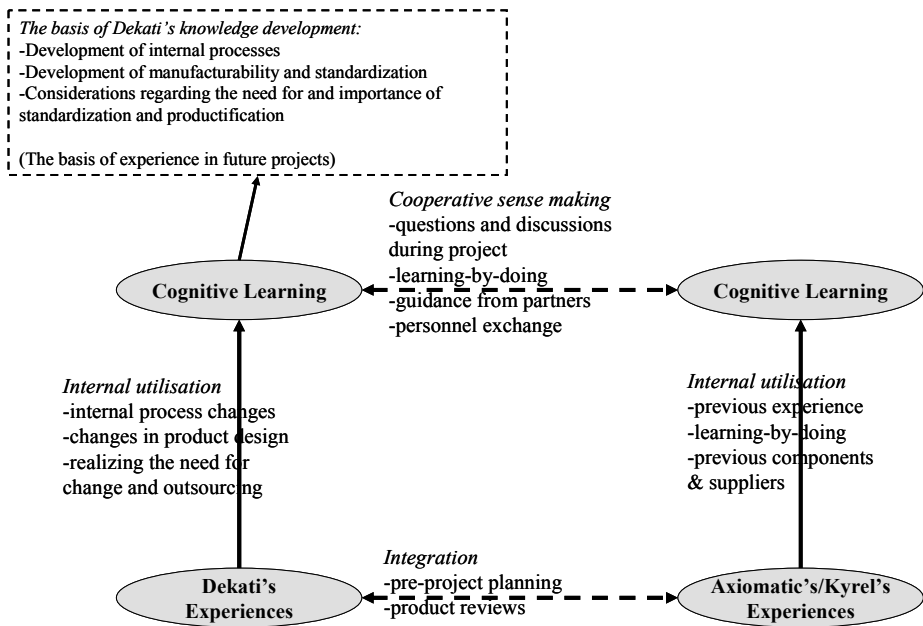 The basis of Dekati's knowledge development:
-Development of internal processes
-Development of manufacturability and standardization
-Considerations regarding the need for and importance of
standardization and productification
(The basis of experience in future projects)
Cooperative sense making
-questions and discussions
during project
-learning-by-doing
-guidance from partners
-personnel exchange
Cognitive Learning
Cognitive Learning
Internal utilisation
-internal process changes
-changes in product design
-realizing the need for
change and outsourcing
Internal utilisation
-previous experience
-learning-by-doing
-previous components
& suppliers
Integration
-pre-project planning
-product reviews
Dekati's
Experiences
Axiomatic's/Kyrel's
Experiences